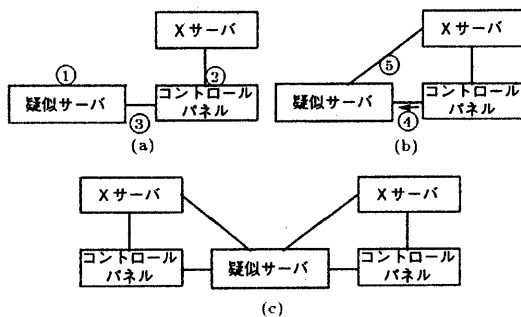 Xサーバ
①
②
疑似サーバ
コントロール
パネル
③
(a)
Xサーバ
⑤
疑似サーバ
コントロール
パネル
④
(b)
Xサーバ
Xサーバ
コントロール
パネル
疑似サーバ
コントロール
パネル
(c)